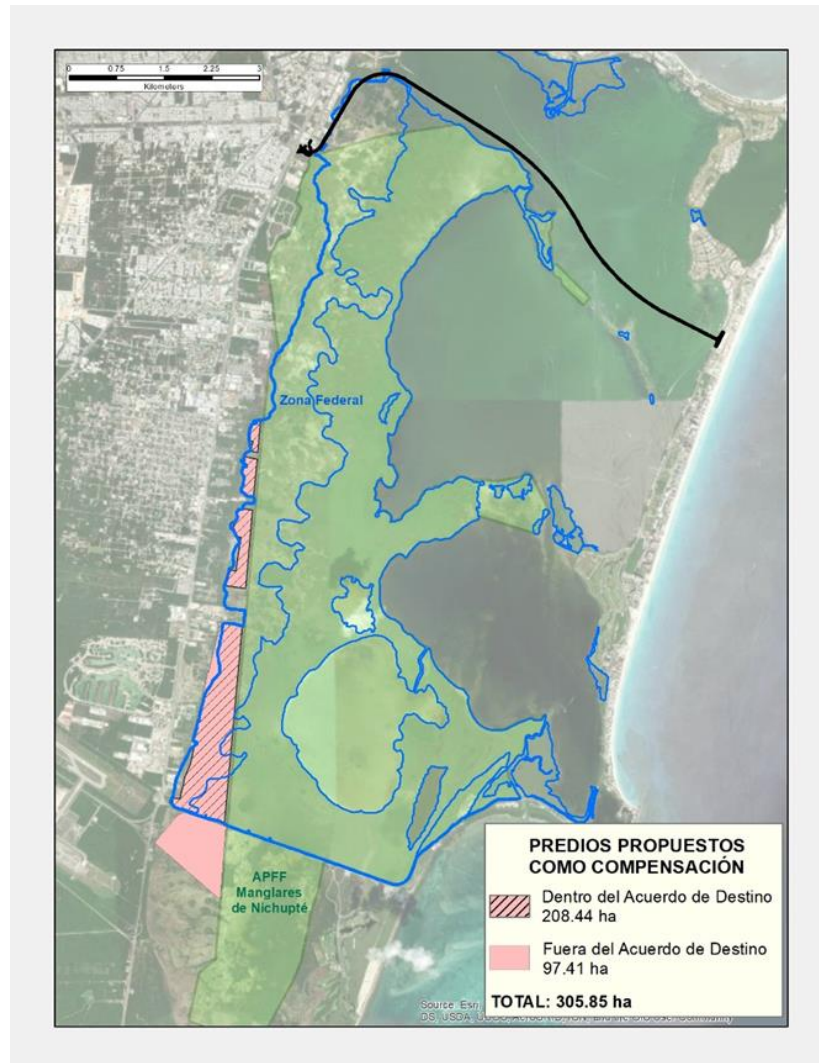 0 0.75 1.5 2.25 3
Kilometers
Zona Federal
APFF
Manglares
de Nichupté
PREDIOS PROPUESTOS
COMO COMPENSACIÓN
Dentro del Acuerdo de Destino
208.44 ha
Fuera del Acuerdo de Destino
97.41 ha
TOTAL: 305.85 ha
Source: Esri,